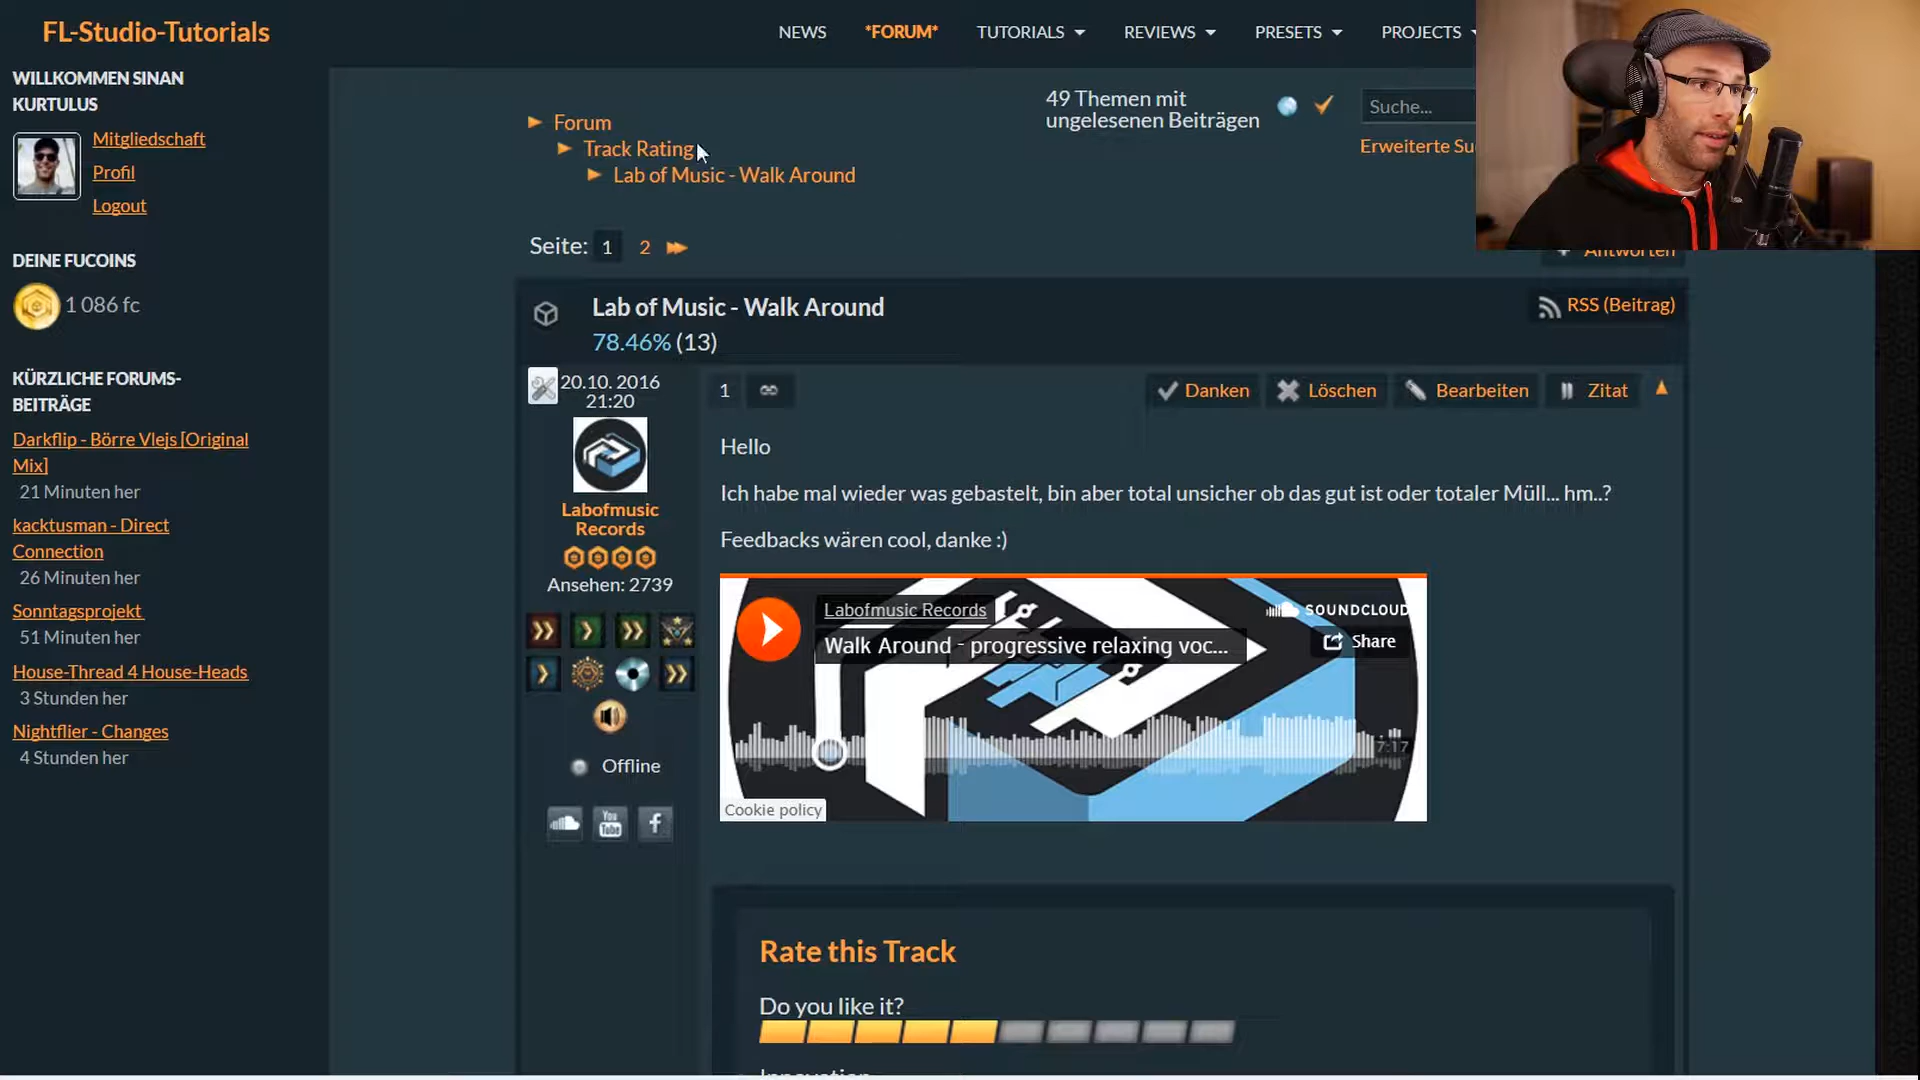 FL-Studio-Tutorials
NEWS
*FORUM*
TUTORIALS
REVIEWS
PRESETS
PROJECTS
WILLKOMMEN SINAN
KURTULUS
Mitgliedschaft
Profil
Logout
DEINE FUCOINS
1 086 fc
KÜRZLICHE FORUMS-
BEITRÄGE
Darkflip - Börre Vlejs [Original
Mix]
21 Minuten her
kacktusman - Direct
Connection
26 Minuten her
Sonntagsprojekt
51 Minuten her
House-Thread 4 House-Heads
3 Stunden her
Nightflier - Changes
4 Stunden her
Forum
Track Rating
Lab of Music - Walk Around
49 Themen mit
ungelesenen Beiträgen
Suche...
Erweiterte Su
Seite: 1 2
Antworten
Lab of Music - Walk Around
78.46% (13)
RSS (Beitrag)
20.10. 2016
21:20
Labofmusic
Records
Ansehen: 2739
Offline
You
Tube
1
Danken
Löschen
Bearbeiten
Zitat
Hello
Ich habe mal wieder was gebastelt, bin aber total unsicher ob das gut ist oder totaler Müll... hm..?
Feedbacks wären cool, danke :)
Labofmusic Records
SOUNDCLOUD
Walk Around - progressive relaxing voc...
Share
7:17
Cookie policy
Rate this Track
Do you like it?
Innovation